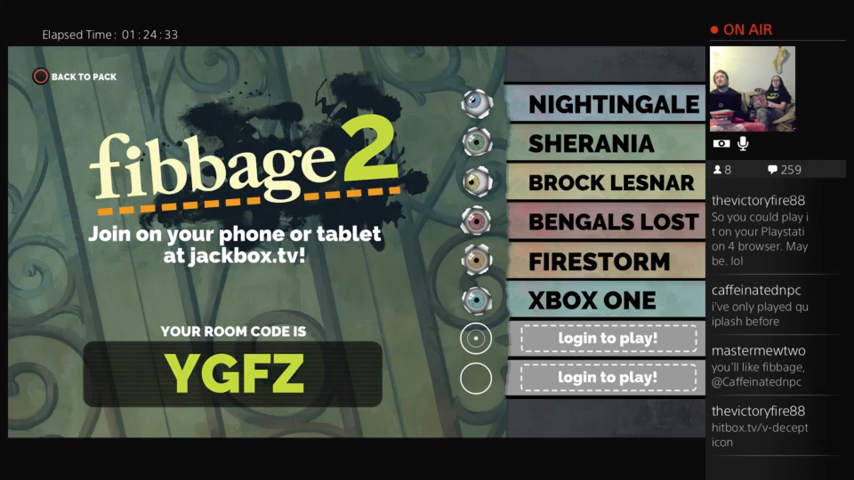 Elapsed Time: 01:24:33
ON AIR
BACK TO PACK
fibbage 2
Join on your phone or tablet
at jackbox.tv!
YOUR ROOM CODE IS
YGFZ
NIGHTINGALE
SHERANIA
BROCK LESNAR
BENGALS LOST
FIRESTORM
XBOX ONE
login to play!
login to play!
8
259
thevictoryfire88
So you could play i
t on your Playstati
on 4 browser. May
be. lol
caffeinatednpc
i've only played qu
iplash before
mastermewtwo
you'll like fibbage,
@Caffeinatednpc
thevictoryfire88
hitbox.tv/v-decept
icon